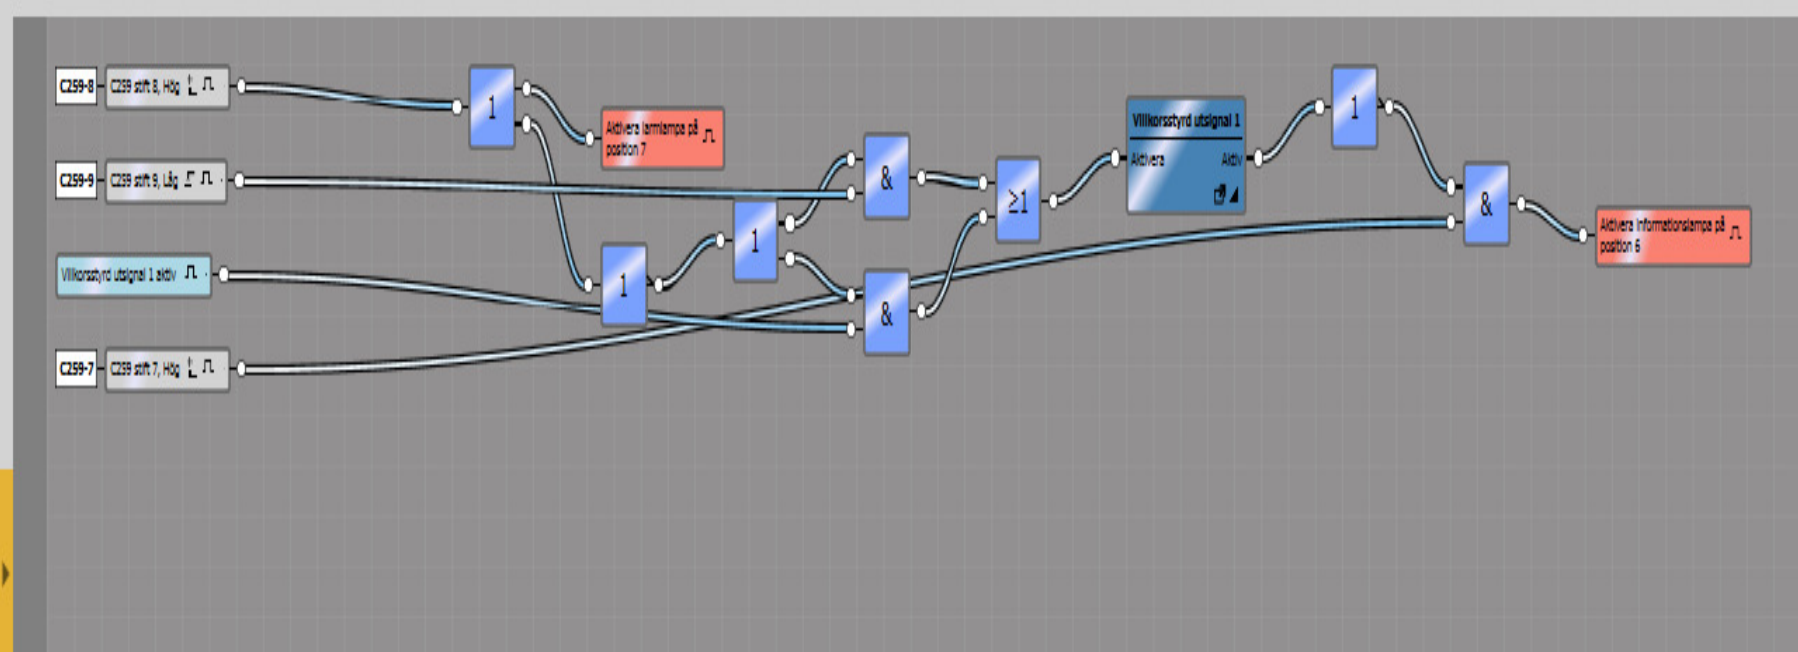 C259-8
C259 stift 8, Hög
1
Aktivera larmlampa på
position 7
C259-9
C259 stift 9, Låg
&
1
≥1
Villkorsstyrd utsignal 1
Aktivera
Aktiv
1
&
Aktivera informationslampa på
position 6
Villkorsstyrd utsignal 1 aktiv
1
&
C259-7
C259 stift 7, Hög